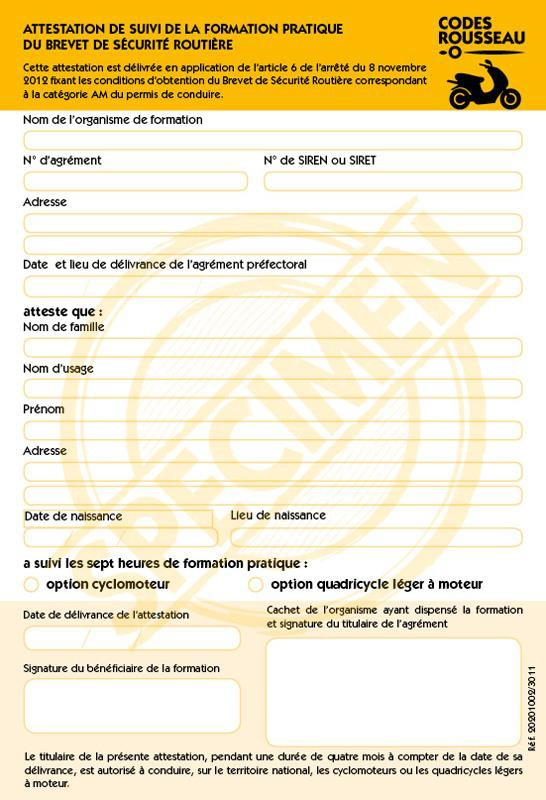 ATTESTATION DE SUIVI DE LA FORMATION PRATIQUE
DU BREVET DE SÉCURITÉ ROUTIÈRE
CODES
ROUSSEAU
Cette attestation est délivrée en application de l'article 6 de l'arrêté du 8 novembre
2012 fixant les conditions d'obtention du Brevet de Sécurité Routière correspondant
à la catégorie AM du permis de conduire.
Nom de l'organisme de formation
N° d'agrément
N° de SIREN ou SIRET
Adresse
Date et lieu de délivrance de l'agrément préfectoral
atteste que :
Nom de famille
Nom d'usage
Prénom
Adresse
Date de naissance
Lieu de naissance
SPECIMEN
a suivi les sept heures de formation pratique :
option cyclomoteur
option quadricycle léger à moteur
Date de délivrance de l'attestation
Cachet de l'organisme ayant dispensé la formation
et signature du titulaire de l'agrément
Signature du bénéficiaire de la formation
Réf. 20201002/3011
Le titulaire de la présente attestation, pendant une durée de quatre mois à compter de la date de sa
délivrance, est autorisé à conduire, sur le territoire national, les cyclomoteurs ou les quadricycles légers
à moteur.